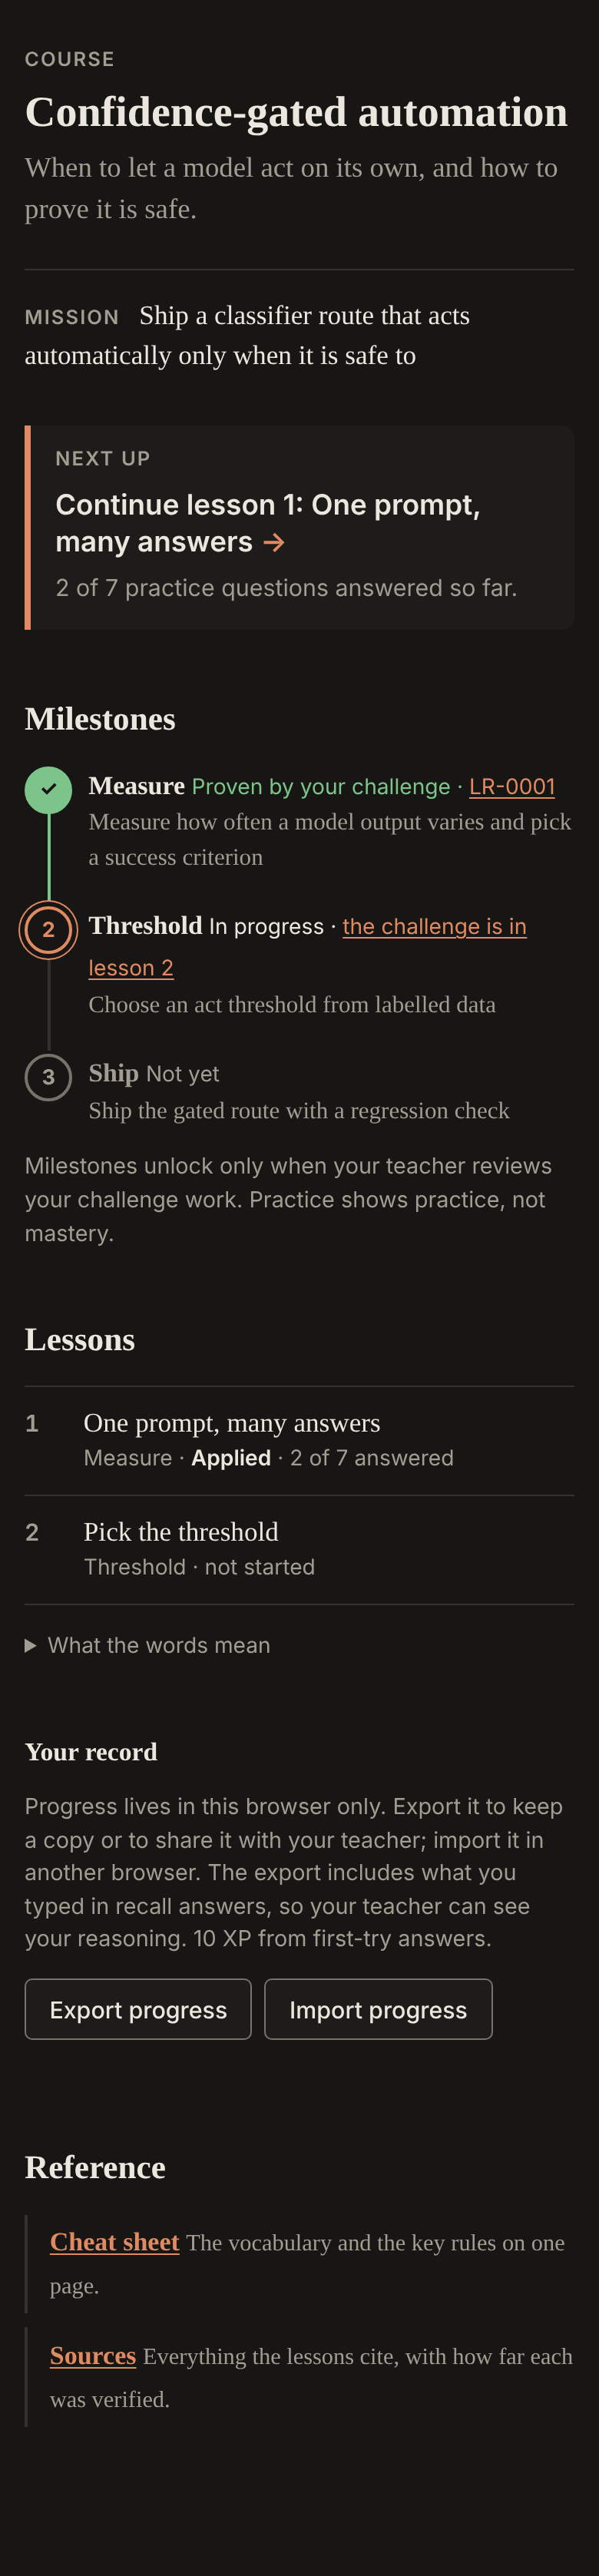 COURSE
Confidence-gated automation
When to let a model act on its own, and how to
prove it is safe.
MISSION Ship a classifier route that acts
automatically only when it is safe to
NEXT UP
Continue lesson 1: One prompt,
many answers →
2 of 7 practice questions answered so far.
Milestones
✓ Measure Proven by your challenge · LR-0001
Measure how often a model output varies and pick
a success criterion
2 Threshold In progress · the challenge is in
lesson 2
Choose an act threshold from labelled data
3 Ship Not yet
Ship the gated route with a regression check
Milestones unlock only when your teacher reviews
your challenge work. Practice shows practice, not
mastery.
Lessons
1 One prompt, many answers
Measure · Applied · 2 of 7 answered
2 Pick the threshold
Threshold · not started
▶ What the words mean
Your record
Progress lives in this browser only. Export it to keep
a copy or to share it with your teacher; import it in
another browser. The export includes what you
typed in recall answers, so your teacher can see
your reasoning. 10 XP from first-try answers.
Export progress Import progress
Reference
Cheat sheet The vocabulary and the key rules on one
page.
Sources Everything the lessons cite, with how far each
was verified.